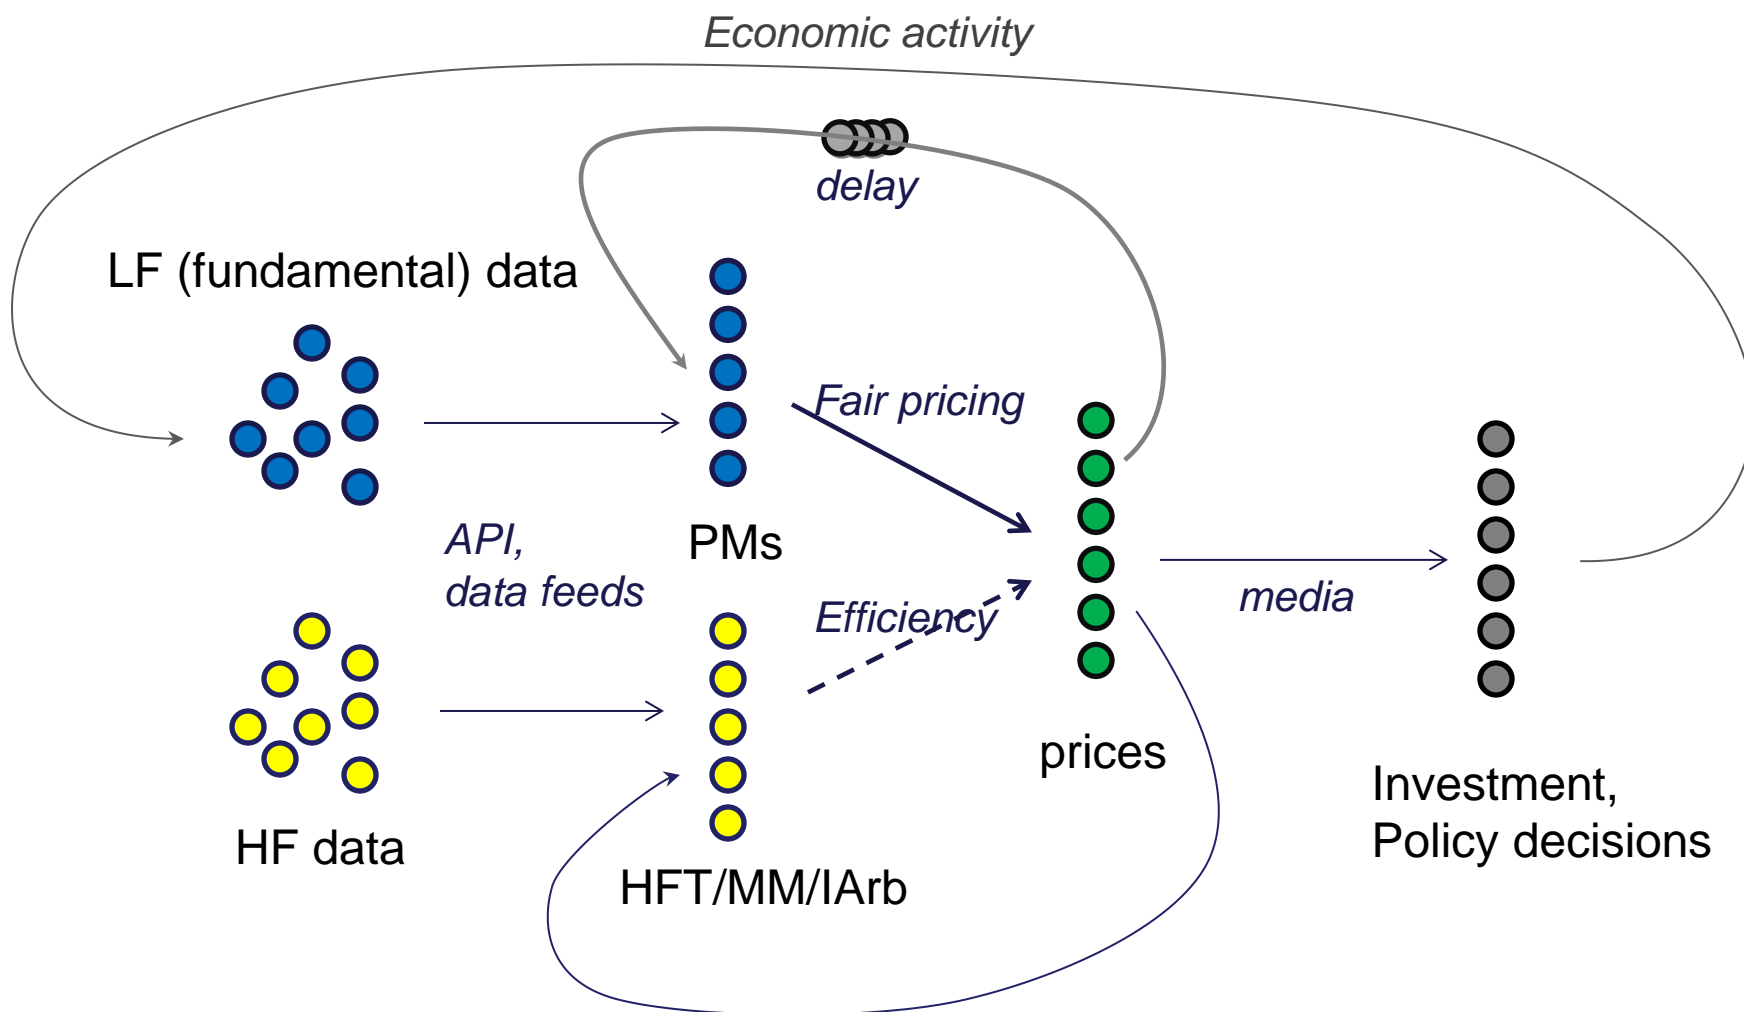 Economic activity
delay
LF (fundamental) data
Fair pricing
API,
data feeds
PMs
Efficiency
media
prices
HF data
HFT/MM/IArb
Investment,
Policy decisions